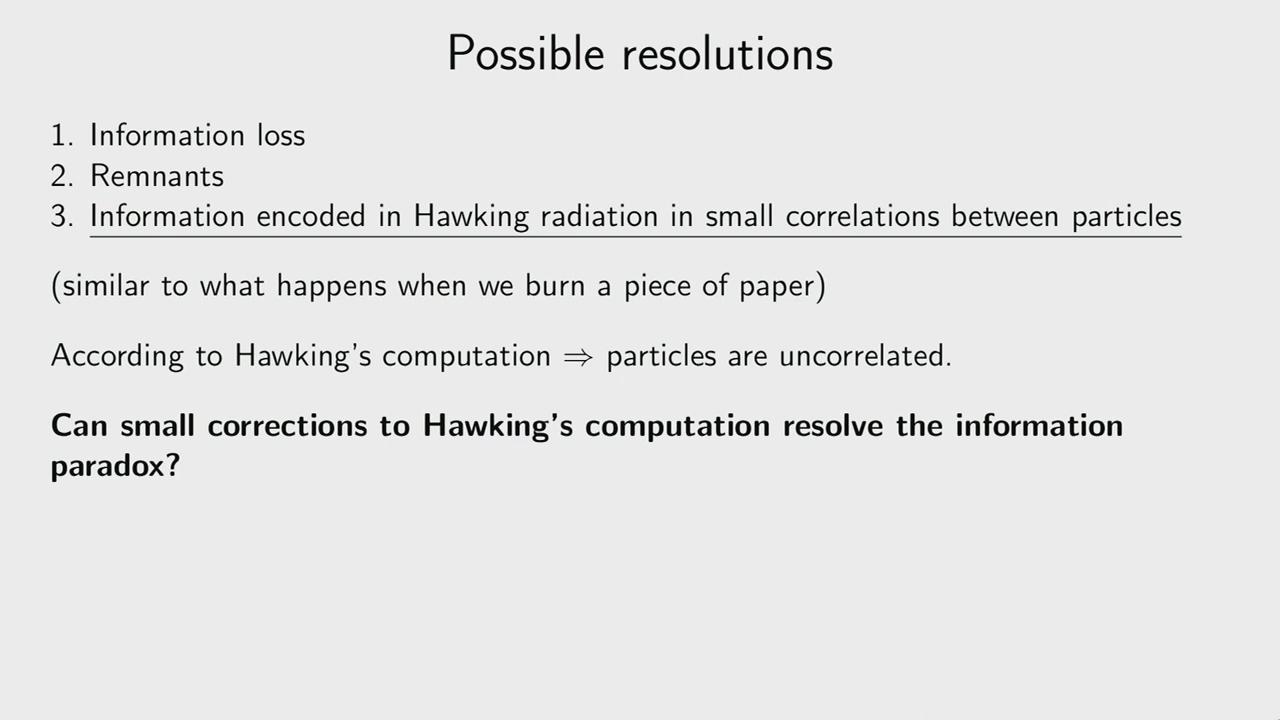 Possible resolutions
1. Information loss
2. Remnants
3. Information encoded in Hawking radiation in small correlations between particles
(similar to what happens when we burn a piece of paper)
According to Hawking's computation ⇒ particles are uncorrelated.
Can small corrections to Hawking's computation resolve the information
paradox?